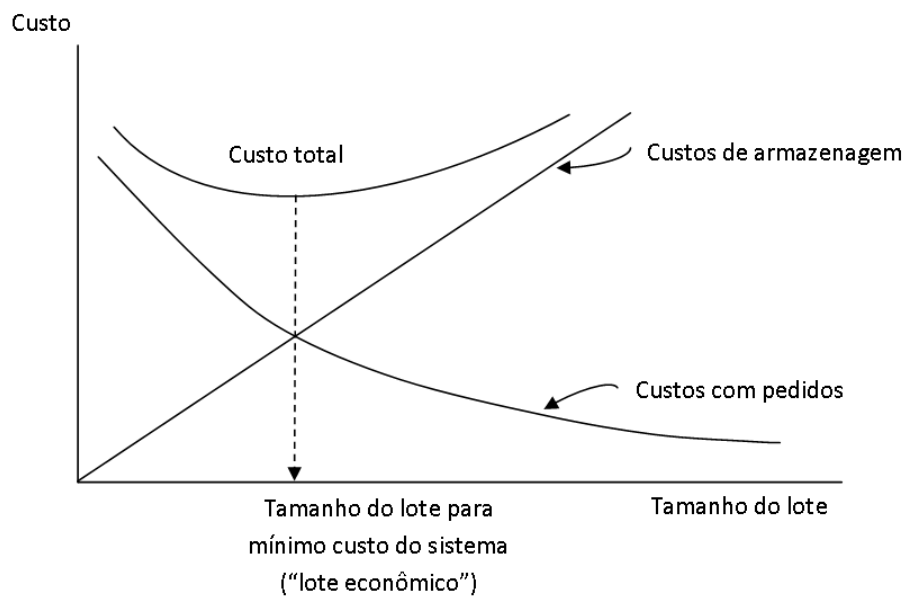 Custo
Custo total
Custos de armazenagem
Custos com pedidos
Tamanho do lote para
mínimo custo do sistema
(“lote econômico”)
Tamanho do lote